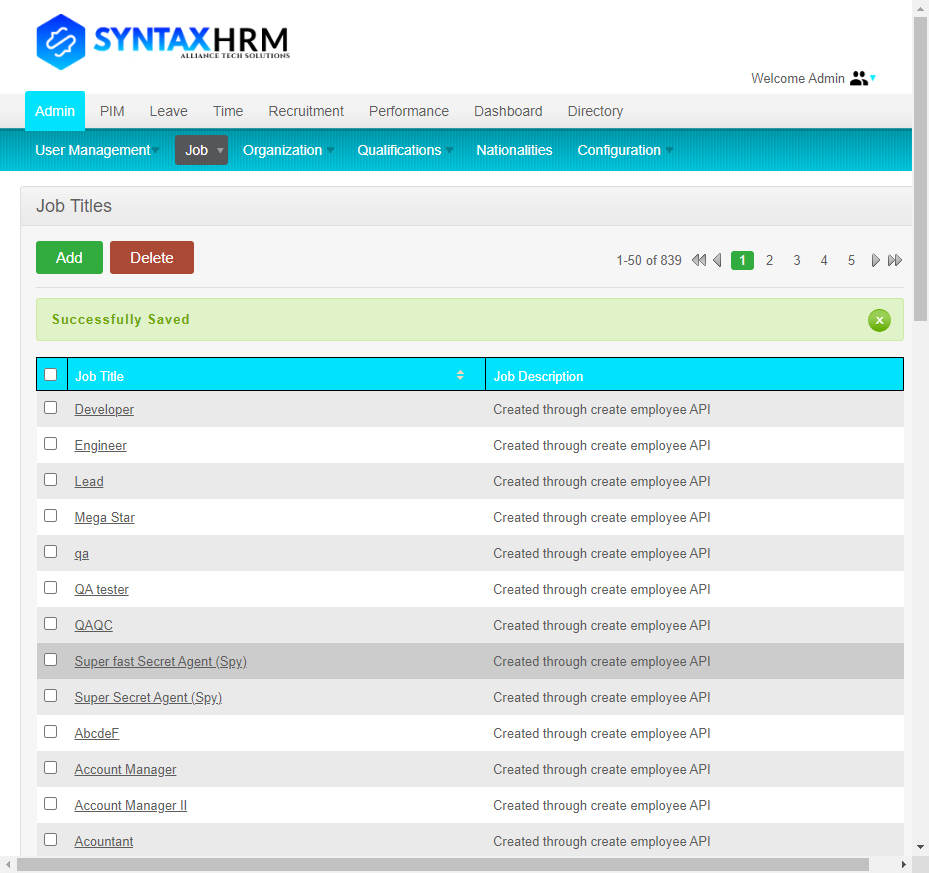 SYNTAXHRM
ALLIANCE TECH SOLUTIONS
Welcome Admin
Admin PIM Leave Time Recruitment Performance Dashboard Directory
User Management Job Organization Qualifications Nationalities Configuration
Job Titles
Add Delete 1-50 of 839 1 2 3 4 5
Successfully Saved x
Job Title Job Description
Developer Created through create employee API
Engineer Created through create employee API
Lead Created through create employee API
Mega Star Created through create employee API
qa Created through create employee API
QA tester Created through create employee API
QAQC Created through create employee API
Super fast Secret Agent (Spy) Created through create employee API
Super Secret Agent (Spy) Created through create employee API
AbcdeF Created through create employee API
Account Manager Created through create employee API
Account Manager II Created through create employee API
Acountant Created through create employee API